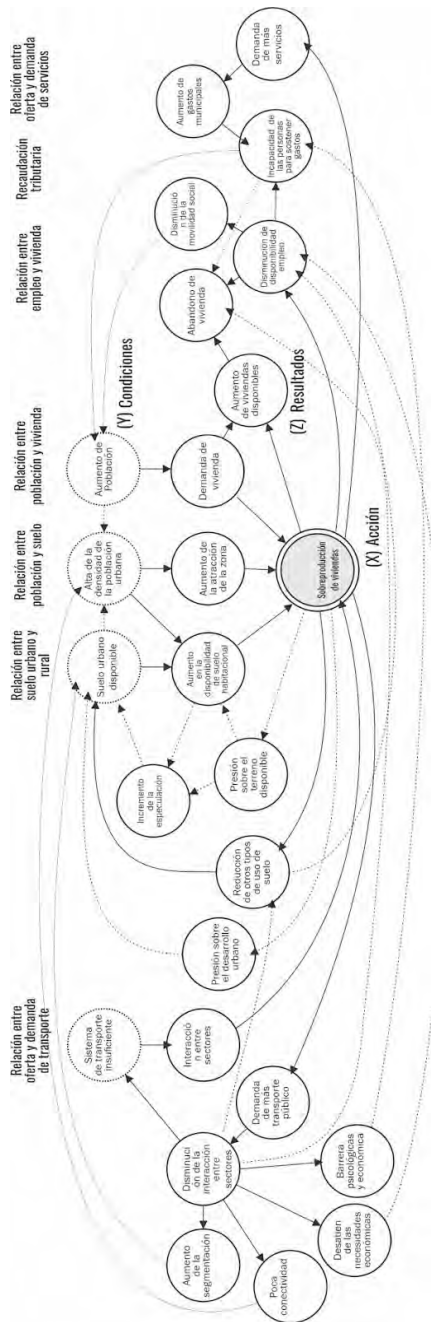 Relación entre
oferta y demanda
de transporte
Relación entre
suelo urbano y
rural
Relación entre
población y suelo
Relación entre
población y vivienda
Relación entre
empleo y vivienda
Recaudación
tributaria
Relación entre
oferta y demanda
de servicios
Sistema
de transporte
insuficiente
Suelo urbano
disponible
Alta de la
densidad de
la población
urbana
Aumento de
Población
(Y) Condiciones
Disminució
n de la
movilidad social
Aumento de
gastos
municipales
Incremento
de la
especulación
Interacció
n entre
sectores
Presión sobre
el desarrollo
urbano
Aumento
en la
disponibilidad
de suelo
habitacional
Aumento de
la atracción
de la zona
Demanda de
vivienda
Abandono de
vivienda
Incapacidad de
las personas
para sostener
gastos
Demanda
de más
servicios
Disminuci
ón de la
interacción
entre
sectores
Reducción
de otros tipos
de uso de
suelo
Presión
sobre el
terreno
disponible
Aumento
de viviendas
disponibles
Disminución de
disponibilidad
empleo
Aumento
de la
segmentación
Demanda
de más
transporte
público
Sobreproducción
de viviendas
(Z) Resultados
Poca
conectividad
Desatien
de las
necesidades
económicas
Barrera
psicológicas
y económica
(X) Acción